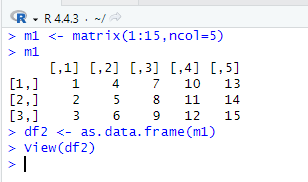 R R 4.4.3 · ~/
> m1 <- matrix(1:15,ncol=5)
> m1
     [,1] [,2] [,3] [,4] [,5]
[1,]    1    4    7   10   13
[2,]    2    5    8   11   14
[3,]    3    6    9   12   15
> df2 <- as.data.frame(m1)
> View(df2)
>